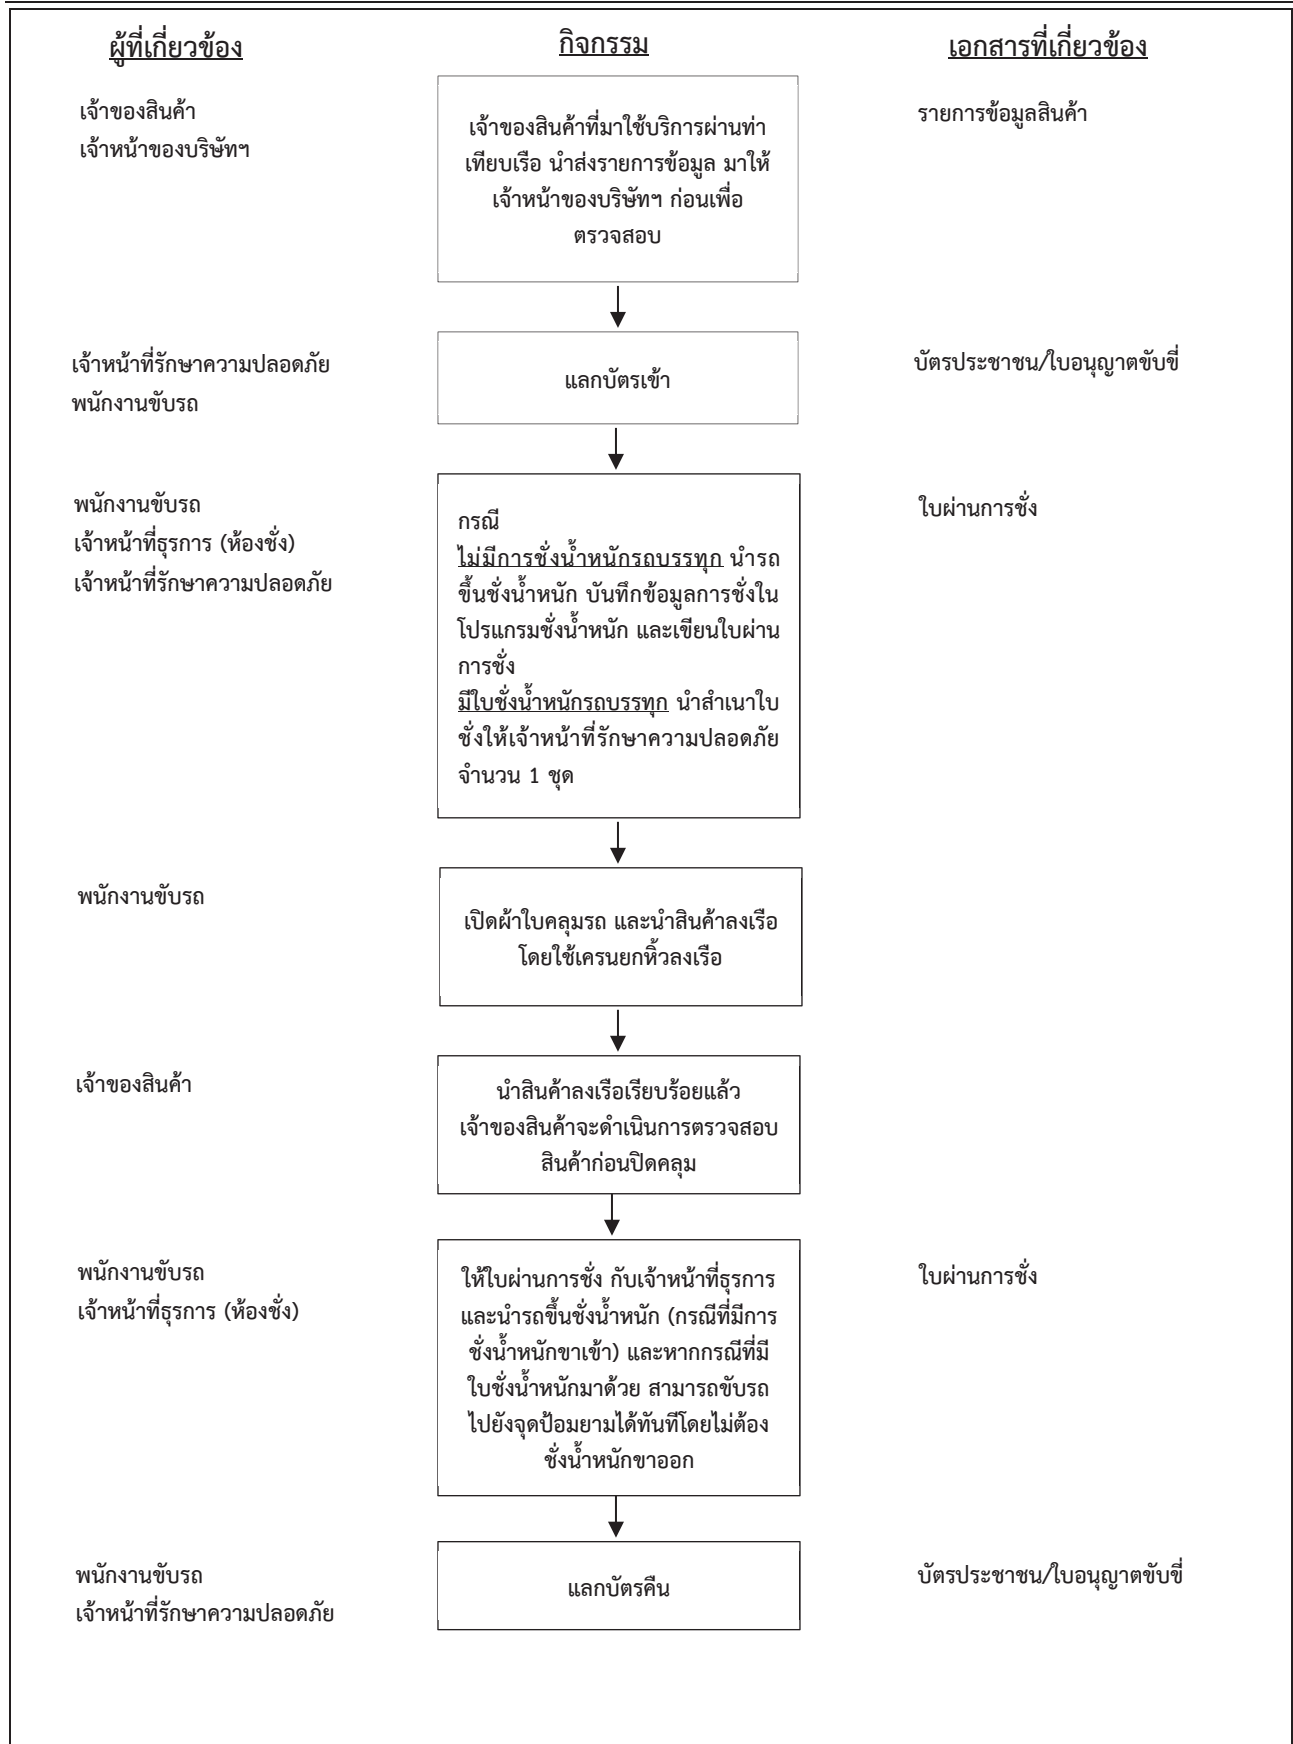 ผู้ที่เกี่ยวข้อง
กิจกรรม
เอกสารที่เกี่ยวข้อง
เจ้าของสินค้า
เจ้าหน้าของบริษัทฯ
เจ้าของสินค้าที่มาใช้บริการผ่านท่า
เทียบเรือ นำส่งรายการข้อมูล มาให้
เจ้าหน้าของบริษัทฯ ก่อนเพื่อ
ตรวจสอบ
รายการข้อมูลสินค้า
เจ้าหน้าที่รักษาความปลอดภัย
พนักงานขับรถ
แลกบัตรเข้า
บัตรประชาชน/ใบอนุญาตขับขี่
พนักงานขับรถ
เจ้าหน้าที่ธุรการ (ห้องชั่ง)
เจ้าหน้าที่รักษาความปลอดภัย
กรณี
ไม่มีการชั่งน้ำหนักรถบรรทุก นำรถ
ขึ้นชั่งน้ำหนัก บันทึกข้อมูลการชั่งใน
โปรแกรมชั่งน้ำหนัก และเขียนใบผ่าน
การชั่ง
มีใบชั่งน้ำหนักรถบรรทุก นำสำเนาใบ
ชั่งให้เจ้าหน้าที่รักษาความปลอดภัย
จำนวน 1 ชุด
ใบผ่านการชั่ง
พนักงานขับรถ
เปิดผ้าใบคลุมรถ และนำสินค้าลงเรือ
โดยใช้เครนยกหิ้วลงเรือ
เจ้าของสินค้า
นำสินค้าลงเรือเรียบร้อยแล้ว
เจ้าของสินค้าจะดำเนินการตรวจสอบ
สินค้าก่อนปิดคลุม
พนักงานขับรถ
เจ้าหน้าที่ธุรการ (ห้องชั่ง)
ให้ใบผ่านการชั่ง กับเจ้าหน้าที่ธุรการ
และนำรถขึ้นชั่งน้ำหนัก (กรณีที่มีการ
ชั่งน้ำหนักขาเข้า) และหากกรณีที่มี
ใบชั่งน้ำหนักมาด้วย สามารถขับรถ
ไปยังจุดป้อมยามได้ทันทีโดยไม่ต้อง
ชั่งน้ำหนักขาออก
ใบผ่านการชั่ง
พนักงานขับรถ
เจ้าหน้าที่รักษาความปลอดภัย
แลกบัตรคืน
บัตรประชาชน/ใบอนุญาตขับขี่